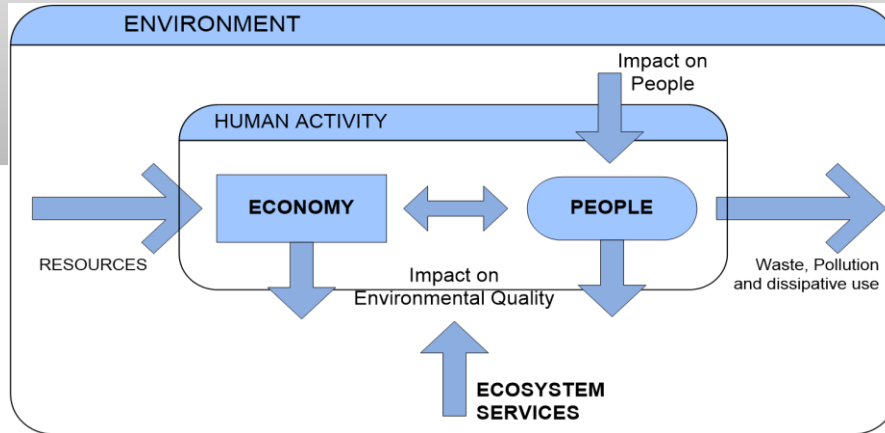 ENVIRONMENT
Impact on
People
HUMAN ACTIVITY
ECONOMY
PEOPLE
RESOURCES
Impact on
Environmental Quality
Waste, Pollution
and dissipative use
ECOSYSTEM
SERVICES